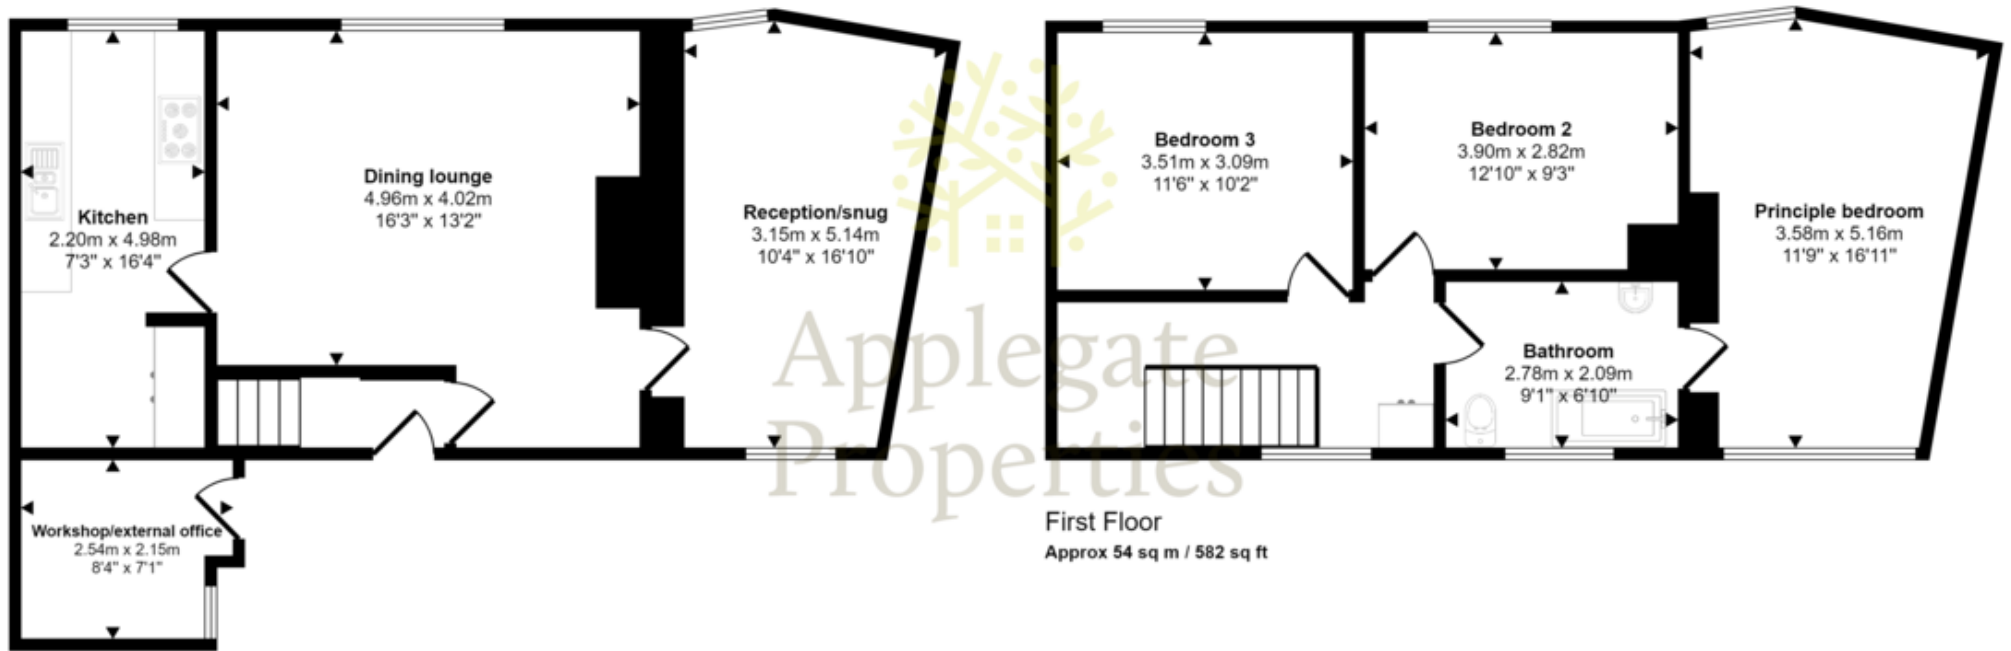 Kitchen
2.20m x 4.98m
7'3" x 16'4"
Dining lounge
4.96m x 4.02m
16'3" x 13'2"
Reception/snug
3.15m x 5.14m
10'4" x 16'10"
Workshop/external office
2.54m x 2.15m
8'4" x 7'1"
Bedroom 3
3.51m x 3.09m
11'6" x 10'2"
Bedroom 2
3.90m x 2.82m
12'10" x 9'3"
Principle bedroom
3.58m x 5.16m
11'9" x 16'11"
Bathroom
2.78m x 2.09m
9'1" x 6'10"
Applegate
Properties
First Floor
Approx 54 sq m / 582 sq ft